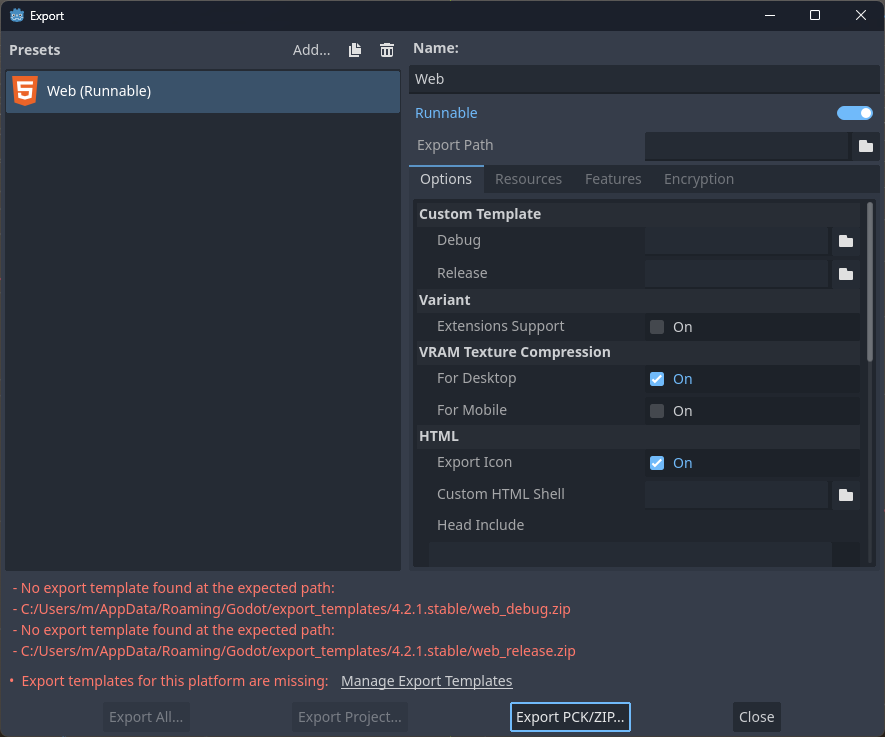 Export
Presets
Add...
Web (Runnable)
Name:
Web
Runnable
Export Path
Options Resources Features Encryption
Custom Template
Debug
Release
Variant
Extensions Support On
VRAM Texture Compression
For Desktop On
For Mobile On
HTML
Export Icon On
Custom HTML Shell
Head Include
- No export template found at the expected path:
- C:/Users/m/AppData/Roaming/Godot/export_templates/4.2.1.stable/web_debug.zip
- No export template found at the expected path:
- C:/Users/m/AppData/Roaming/Godot/export_templates/4.2.1.stable/web_release.zip
• Export templates for this platform are missing: Manage Export Templates
Export All... Export Project... Export PCK/ZIP... Close